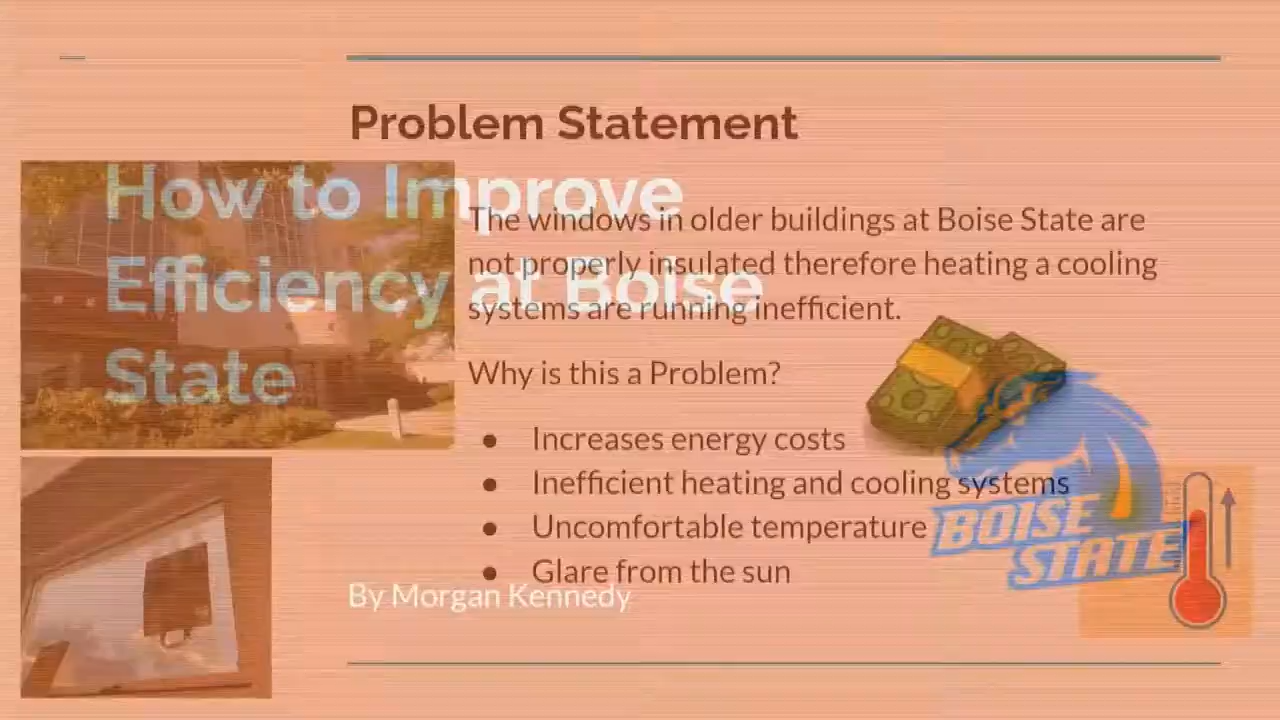 Problem Statement
How to Improve
Efficiency at Boise
State
The windows in older buildings at Boise State are
not properly insulated therefore heating a cooling
systems are running inefficient.
Why is this a Problem?
● Increases energy costs
● Inefficient heating and cooling systems
● Uncomfortable temperature
● Glare from the sun
BOISE
STATE
By Morgan Kennedy